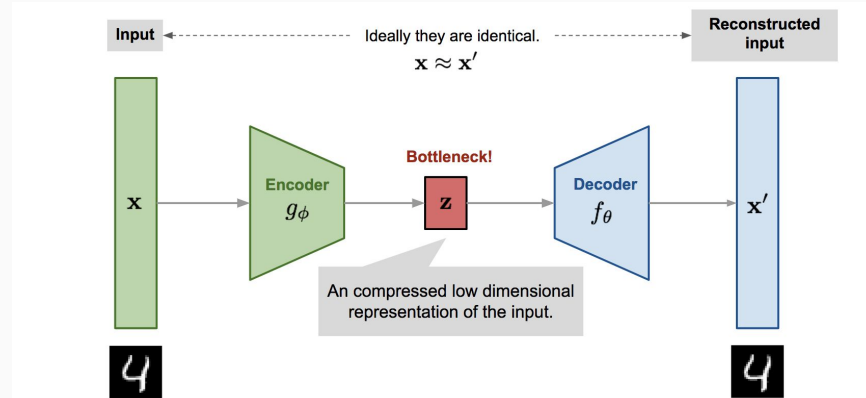 Input
Ideally they are identical.
x ≈ x′
Reconstructed
input
Bottleneck!
Encoder
gϕ
Decoder
fθ
x
z
x′
An compressed low dimensional
representation of the input.
4
4